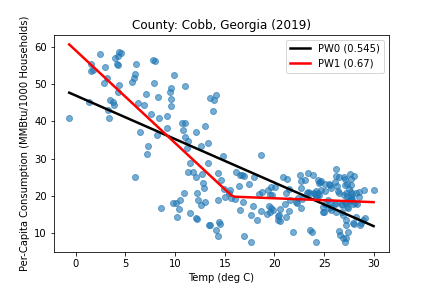 County: Cobb, Georgia (2019)
PW0 (0.545)
PW1 (0.67)
Per-Capita Consumption (MMBtu/1000 Households)
60
50
40
30
20
10
0 5 10 15 20 25 30
Temp (deg C)